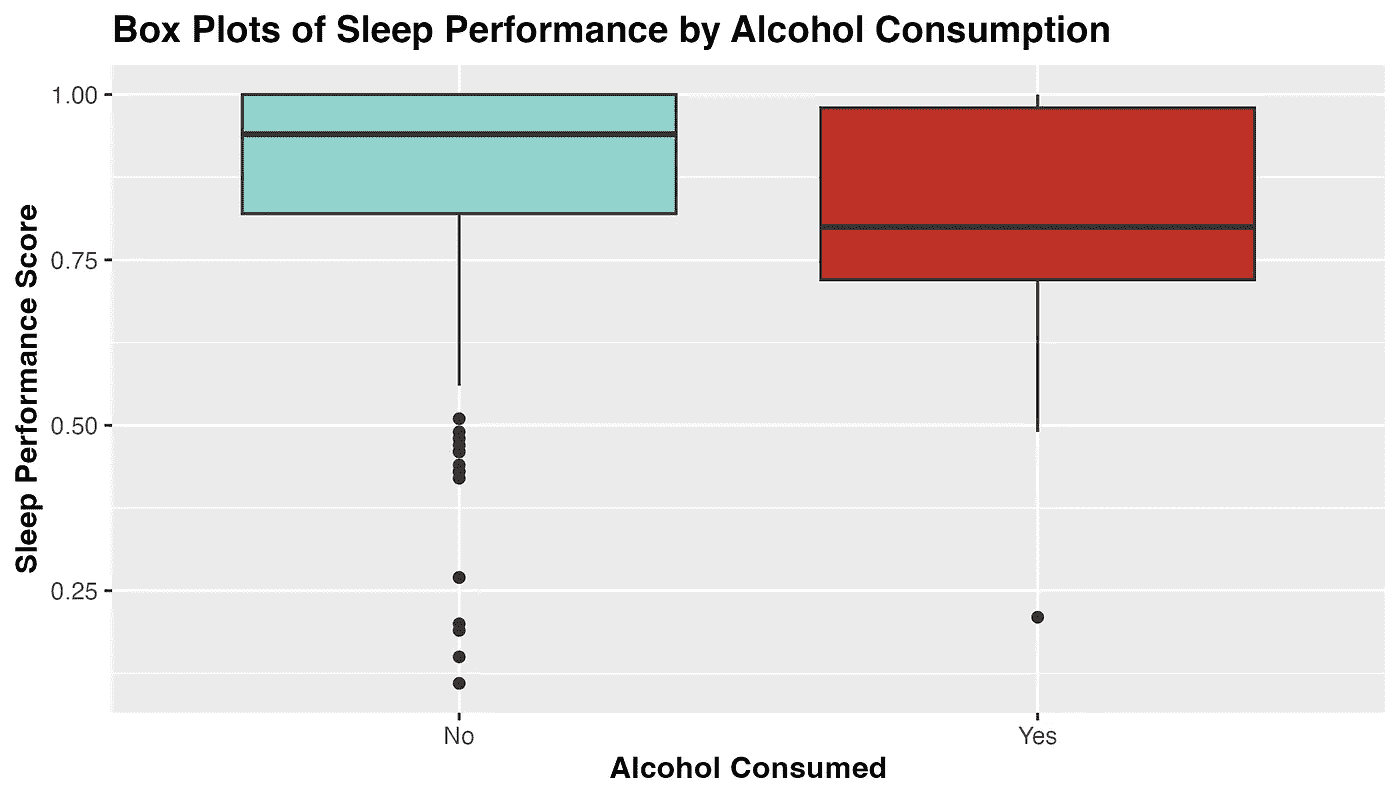 Box Plots of Sleep Performance by Alcohol Consumption
Sleep Performance Score
1.00
0.75
0.50
0.25
No
Yes
Alcohol Consumed